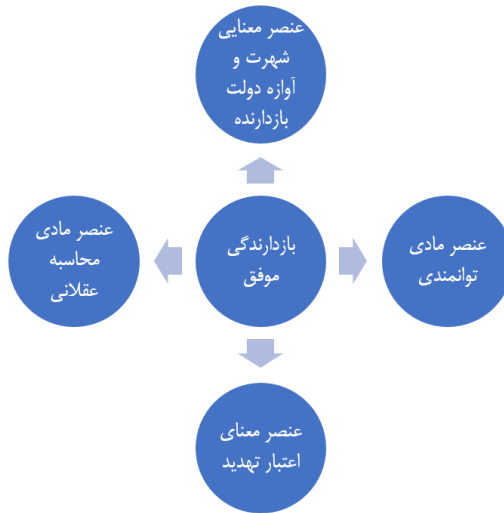 عنصر معنایی
شهرت و
آوازه دولت
بازدارنده
بازدارندگی
موفق
عنصر مادی
توانمندی
عنصر مادی
محاسبه
عقلانی
عنصر معنای
اعتبار تهدید